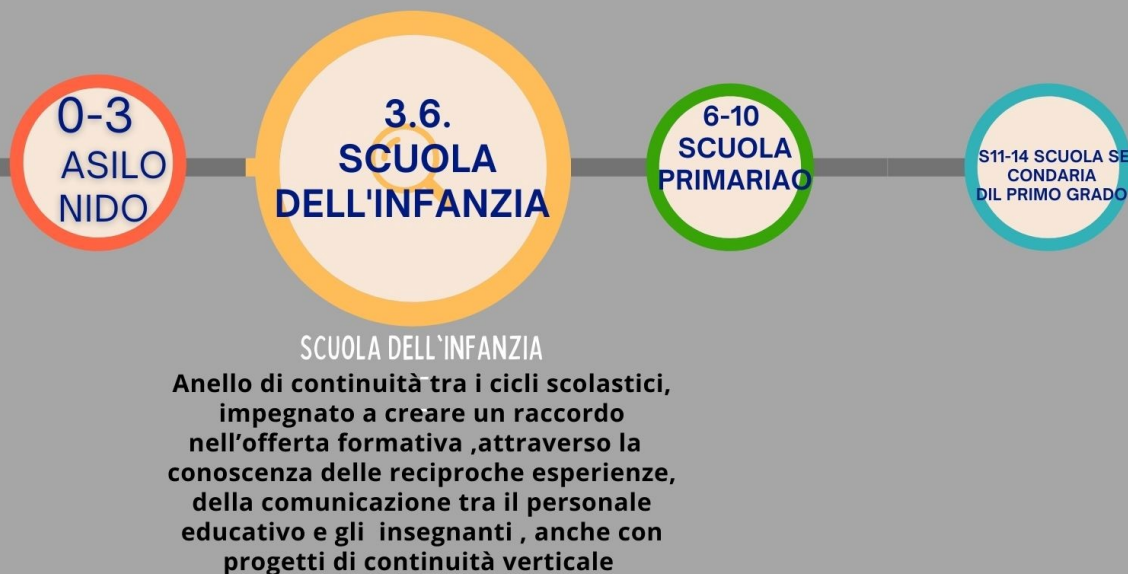 0-3
ASILO
NIDO
3.6.
SCUOLA
DELL'INFANZIA
6-10
SCUOLA
PRIMARIAO
S11-14 SCUOLA SE
CONDARIA
DIL PRIMO GRADO
SCUOLA DELL`INFANZIA
Anello di continuità tra i cicli scolastici,
impegnato a creare un raccordo
nell’offerta formativa ,attraverso la
conoscenza delle reciproche esperienze,
della comunicazione tra il personale
educativo e gli insegnanti , anche con
progetti di continuità verticale